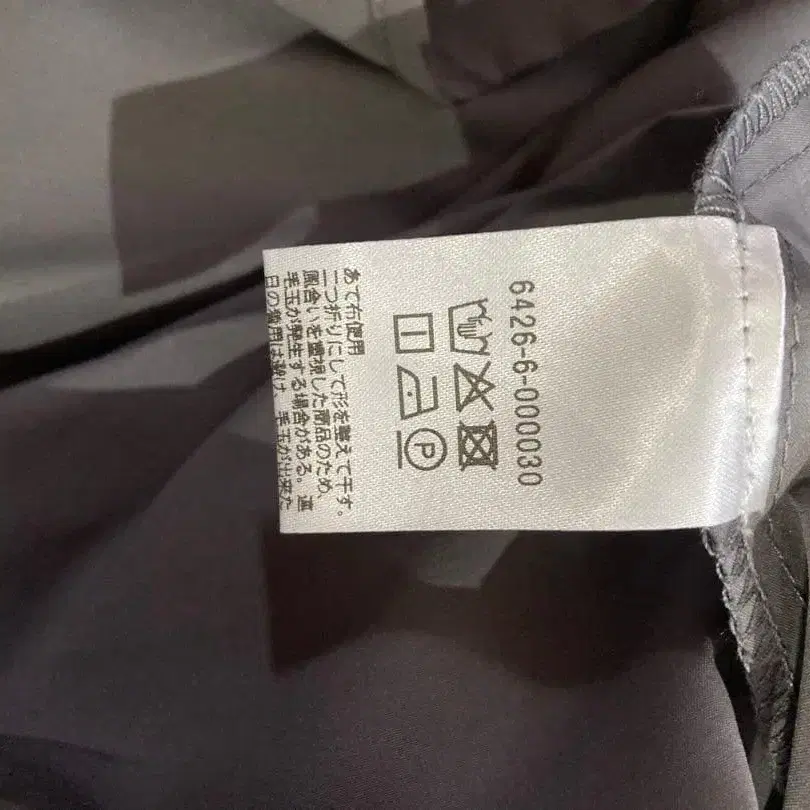 6426-6-000030
P
あて布使用
二つ折りにして形を整えて干す。
風合いを重視した商品のため、
毛玉が発生する場合がある。連
日の着用は避け、毛玉が出来た